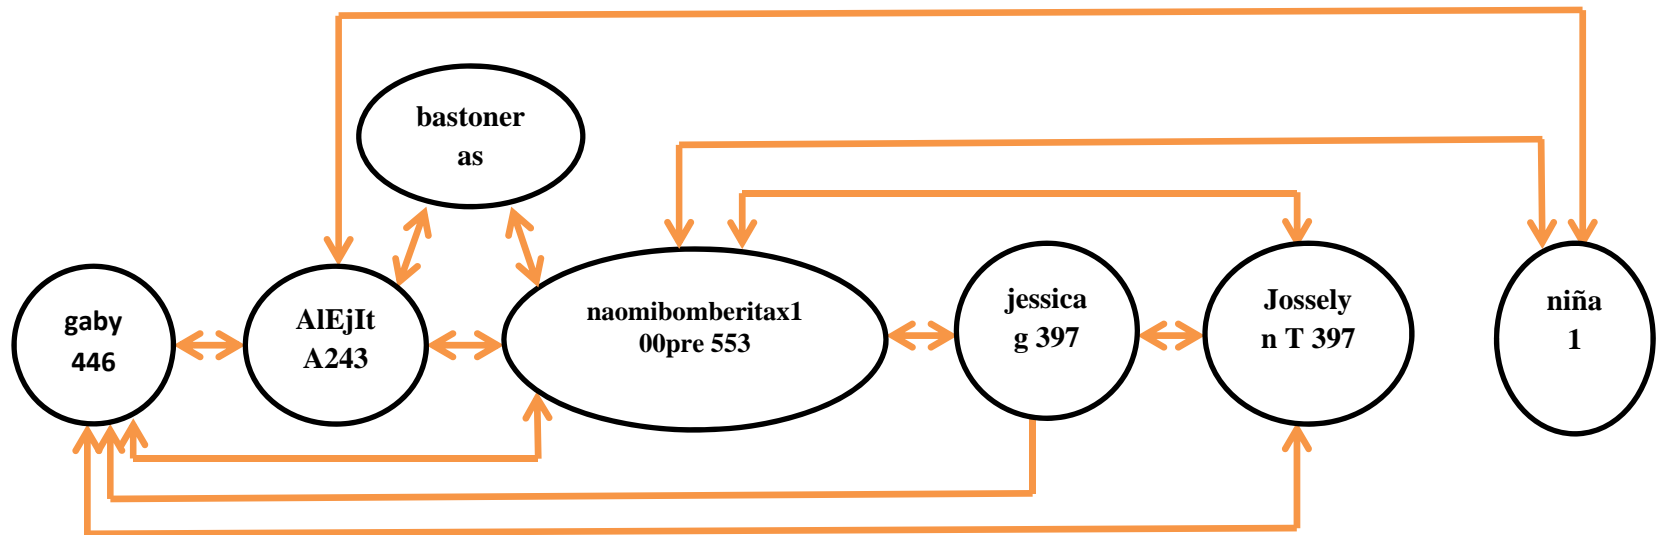 bastoner
as
gaby
446
AlEjIt
A243
naomibomberitax1
00pre 553
jessica
g 397
Jossely
n T 397
niña
1